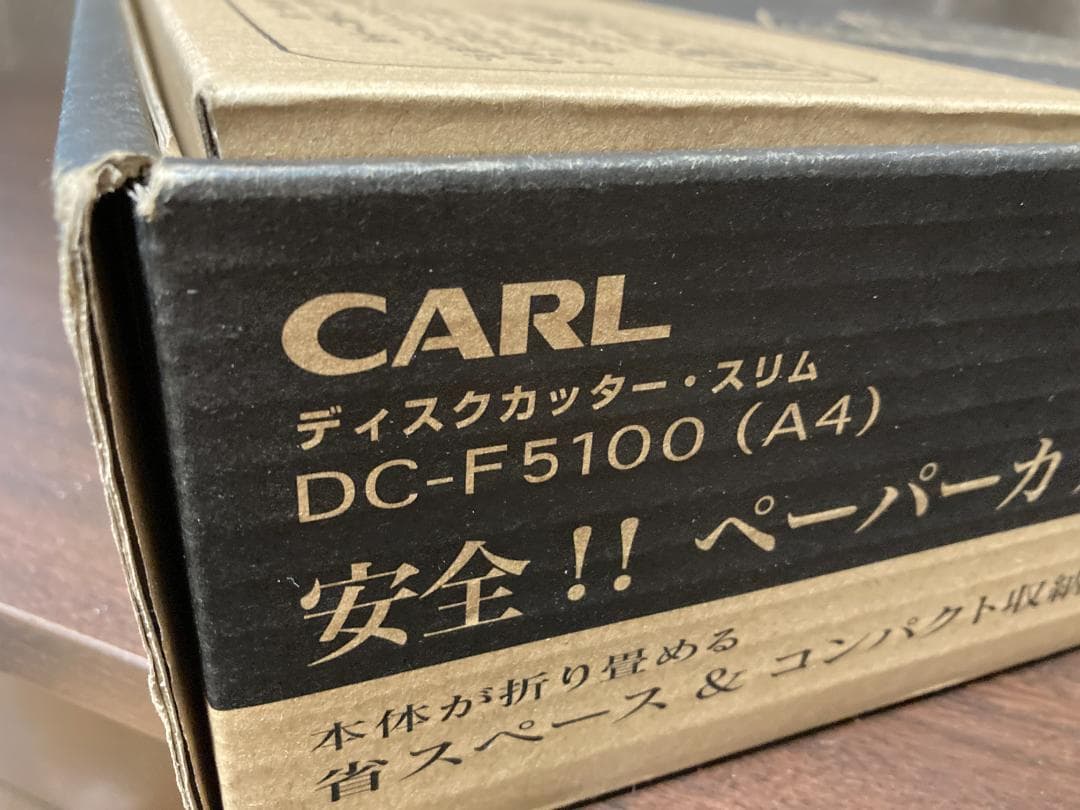 CARL
ディスクカッター・スリム
DC-F5100 (A4)
安全!! ペーパーカ
本体が折り畳める
省スペース & コンパクト収納